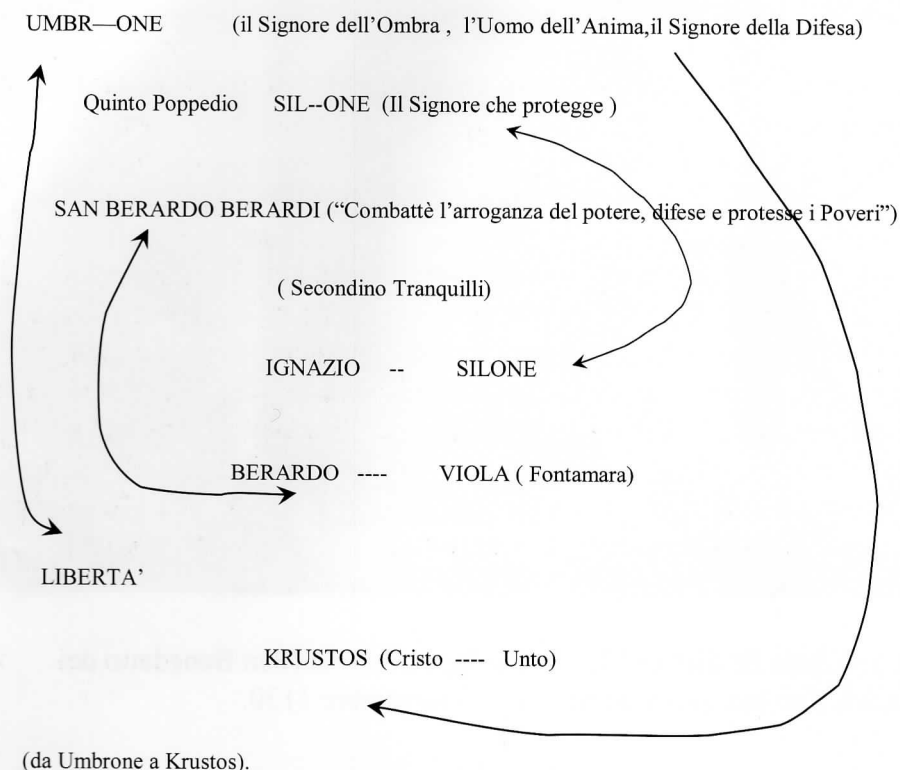 UMBR—ONE (il Signore dell’Ombra , l’Uomo dell’Anima,il Signore della Difesa)
Quinto Poppedio SIL--ONE (Il Signore che protegge )
SAN BERARDO BERARDI (“Combattè l’arroganza del potere, difese e protesse i Poveri”)
( Secondino Tranquilli)
IGNAZIO -- SILONE
BERARDO ---- VIOLA ( Fontamara)
LIBERTA’
KRUSTOS (Cristo ---- Unto)
(da Umbrone a Krustos).